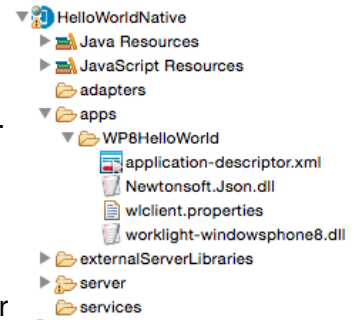 HelloWorldNative
Java Resources
JavaScript Resources
adapters
apps
WP8HelloWorld
application-descriptor.xml
Newtonsoft.Json.dll
wlclient.properties
worklight-windowsphone8.dll
externalServerLibraries
r server
services